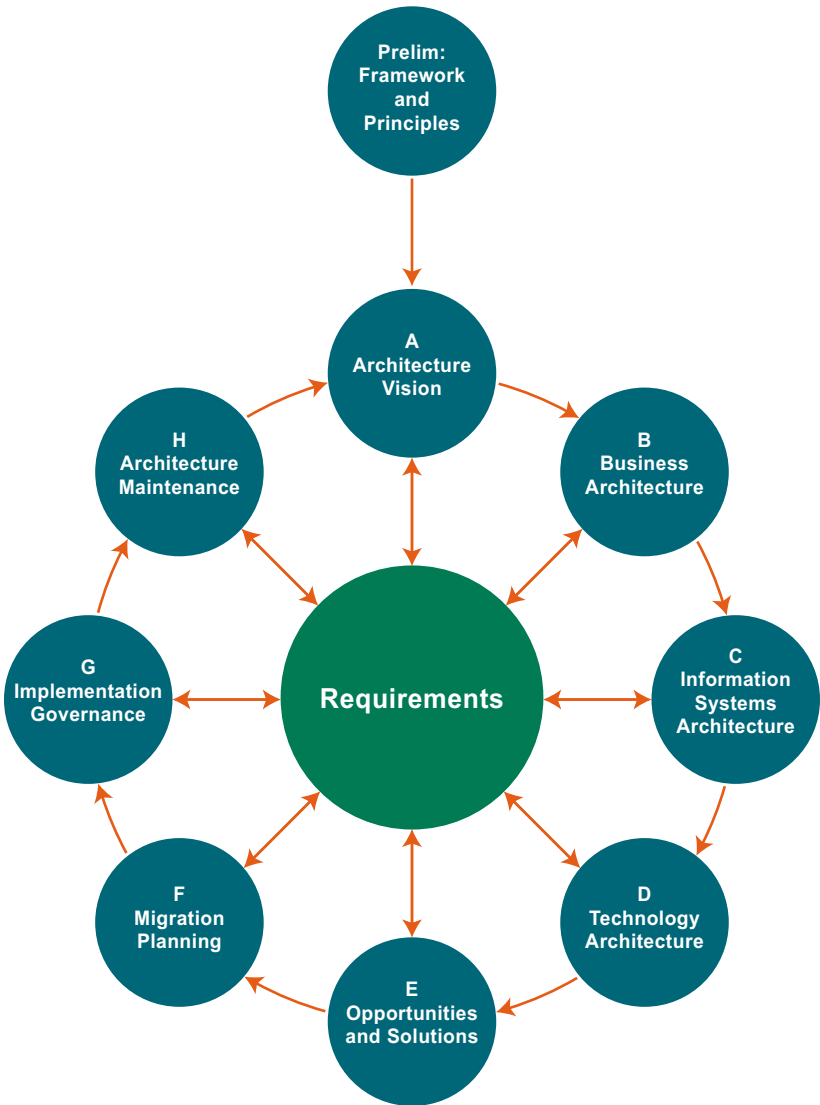 Prelim:
Framework
and
Principles
A
Architecture
Vision
B
Business
Architecture
C
Information
Systems
Architecture
D
Technology
Architecture
E
Opportunities
and Solutions
F
Migration
Planning
G
Implementation
Governance
H
Architecture
Maintenance
Requirements